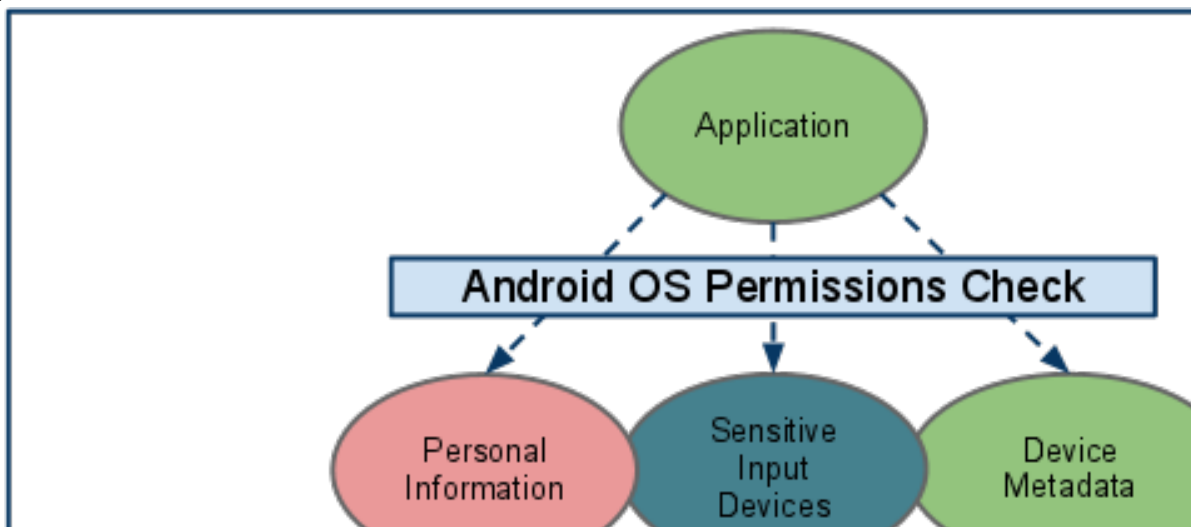 Application
Android OS Permissions Check
Personal
Information
Sensitive
Input
Devices
Device
Metadata